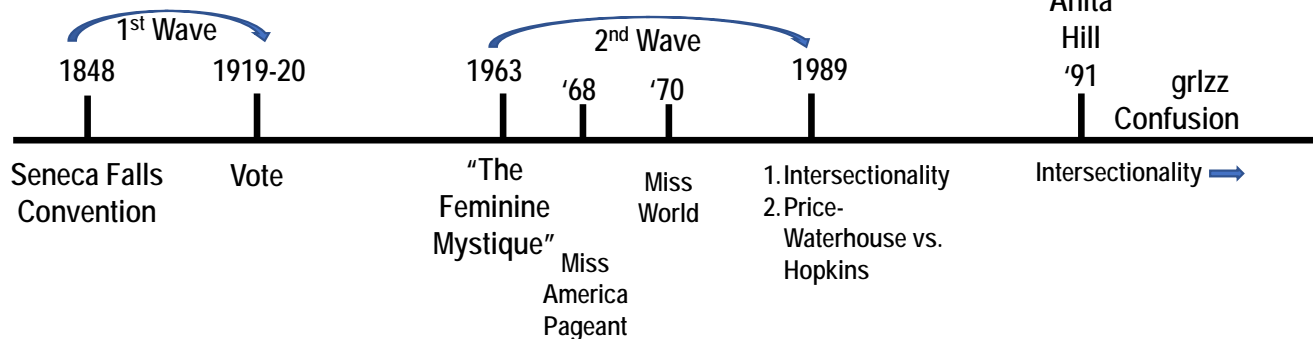 1st Wave
1848
1919-20
Seneca Falls
Convention
Vote
2nd Wave
1963
‘68
‘70
1989
“The
Feminine
Mystique”
Miss
America
Pageant
Miss
World
1. Intersectionality
2. Price-
Waterhouse vs.
Hopkins
Anita
Hill
‘91
grlzz
Confusion
Intersectionality